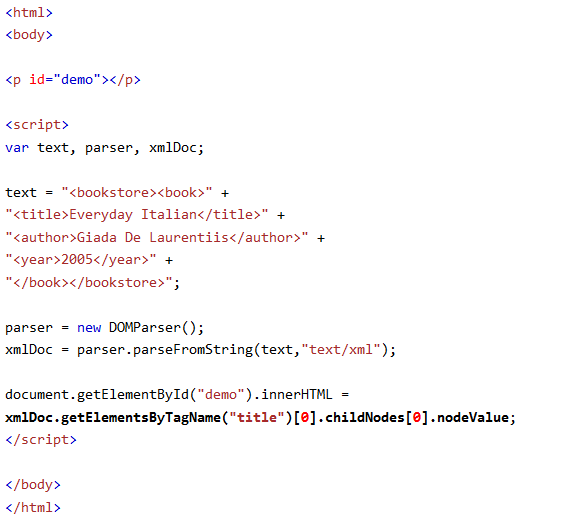 <html>
<body>
<p id="demo"></p>
<script>
var text, parser, xmlDoc;
text = "<bookstore><book>" +
"<title>Everyday Italian</title>" +
"<author>Giada De Laurentiis</author>" +
"<year>2005</year>" +
"</book></bookstore>";
parser = new DOMParser();
xmlDoc = parser.parseFromString(text,"text/xml");
document.getElementById("demo").innerHTML =
xmlDoc.getElementsByTagName("title")[0].childNodes[0].nodeValue;
</script>
</body>
</html>